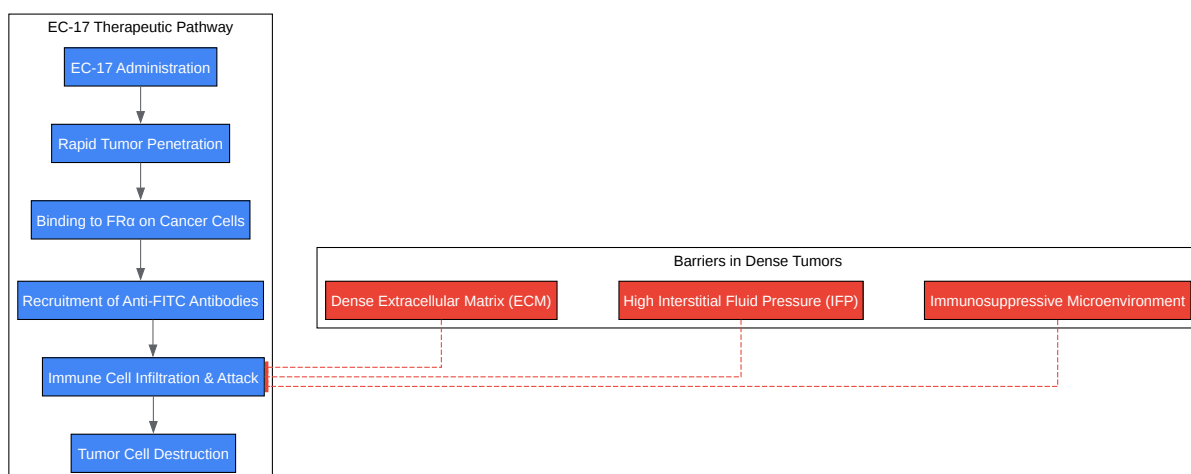 EC-17 Therapeutic Pathway
EC-17 Administration
Rapid Tumor Penetration
Binding to FRα on Cancer Cells
Recruitment of Anti-FITC Antibodies
Immune Cell Infiltration & Attack
Tumor Cell Destruction
Barriers in Dense Tumors
Dense Extracellular Matrix (ECM)
High Interstitial Fluid Pressure (IFP)
Immunosuppressive Microenvironment